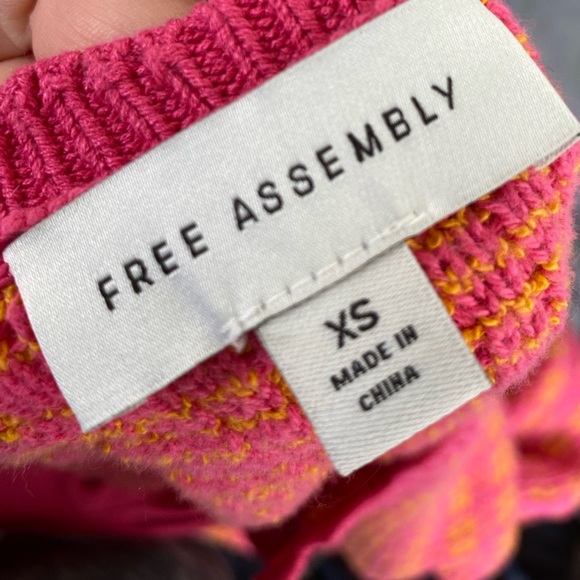 FREE ASSEMBLY
XS
MADE IN
CHINA